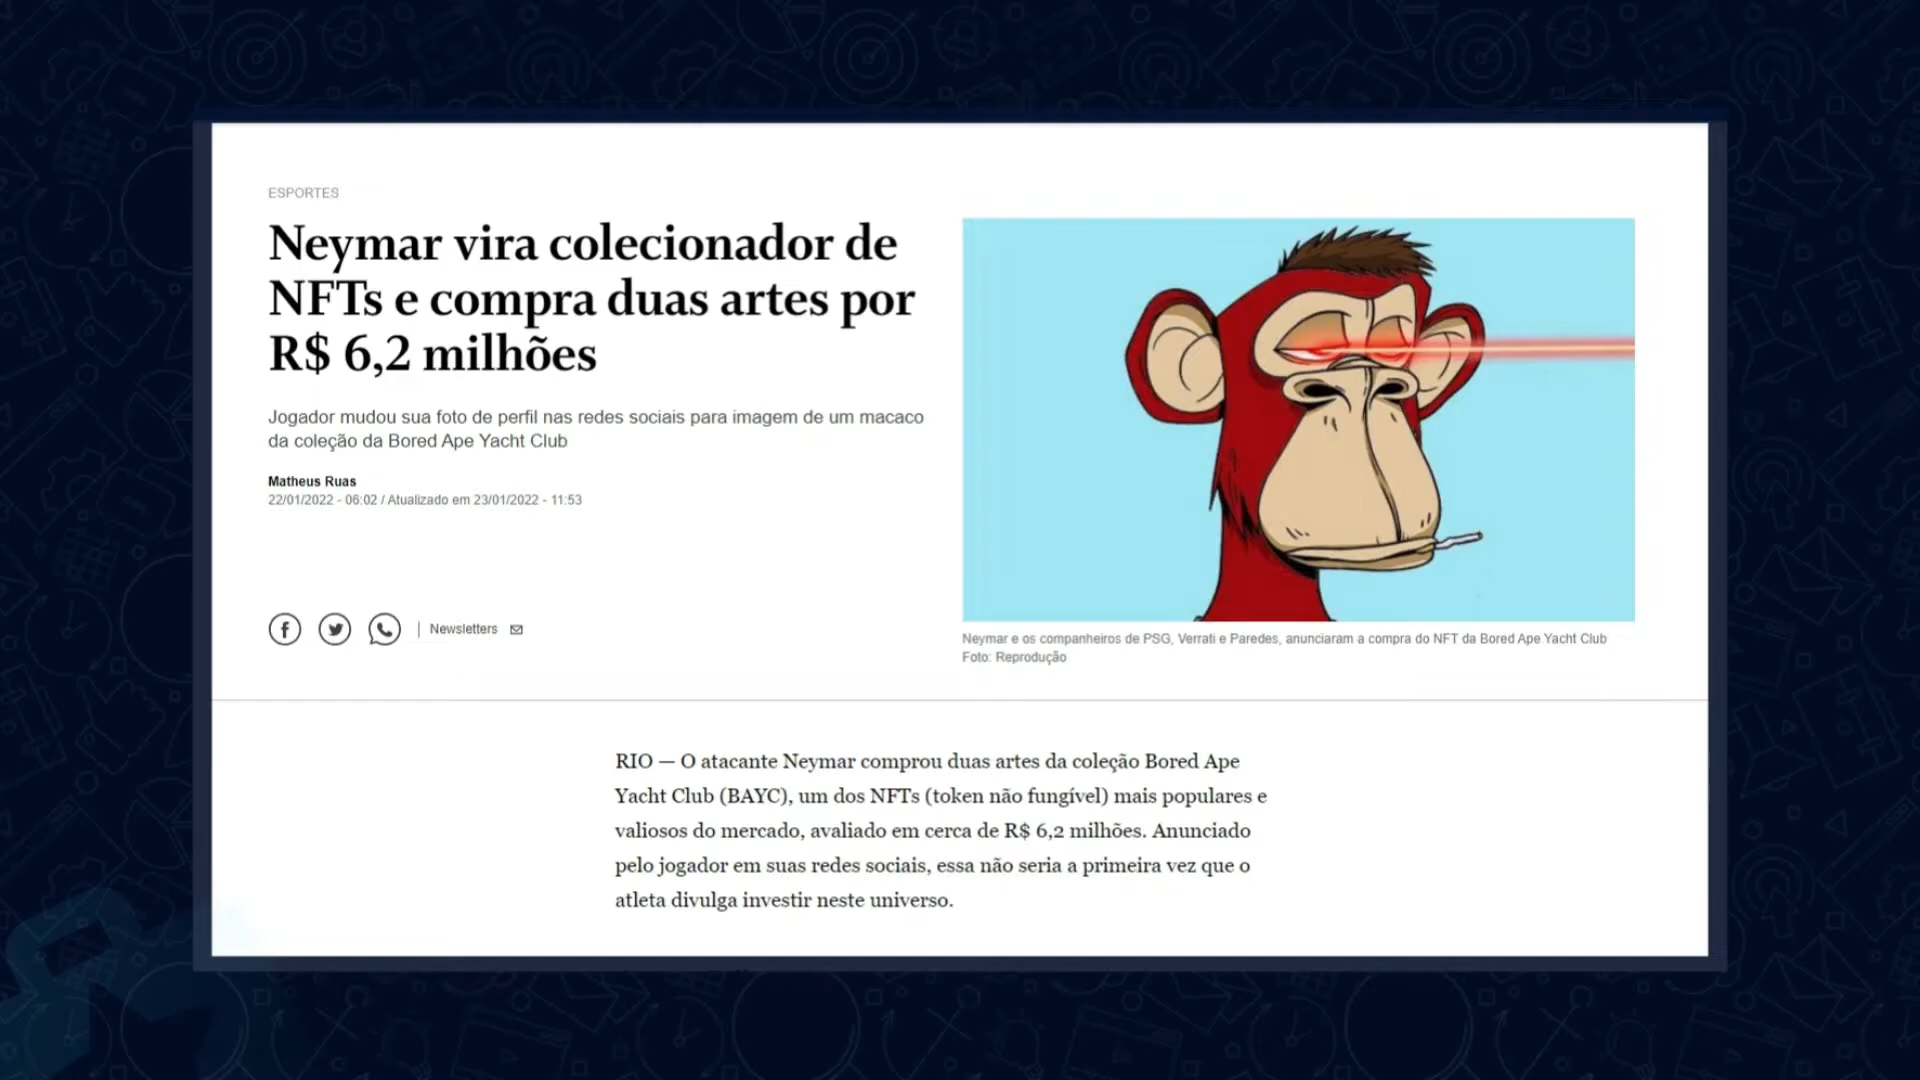 ESPORTES
Neymar vira colecionador de
NFTs e compra duas artes por
R$ 6,2 milhões
Jogador mudou sua foto de perfil nas redes sociais para imagem de um macaco
da coleção da Bored Ape Yacht Club
Matheus Ruas
22/01/2022 - 06:02 / Atualizado em 23/01/2022 - 11:53
Newsletters
Neymar e os companheiros de PSG, Verrati e Paredes, anunciaram a compra do NFT da Bored Ape Yacht Club
Foto: Reprodução
RIO — O atacante Neymar comprou duas artes da coleção Bored Ape
Yacht Club (BAYC), um dos NFTs (token não fungível) mais populares e
valiosos do mercado, avaliado em cerca de R$ 6,2 milhões. Anunciado
pelo jogador em suas redes sociais, essa não seria a primeira vez que o
atleta divulga investir neste universo.